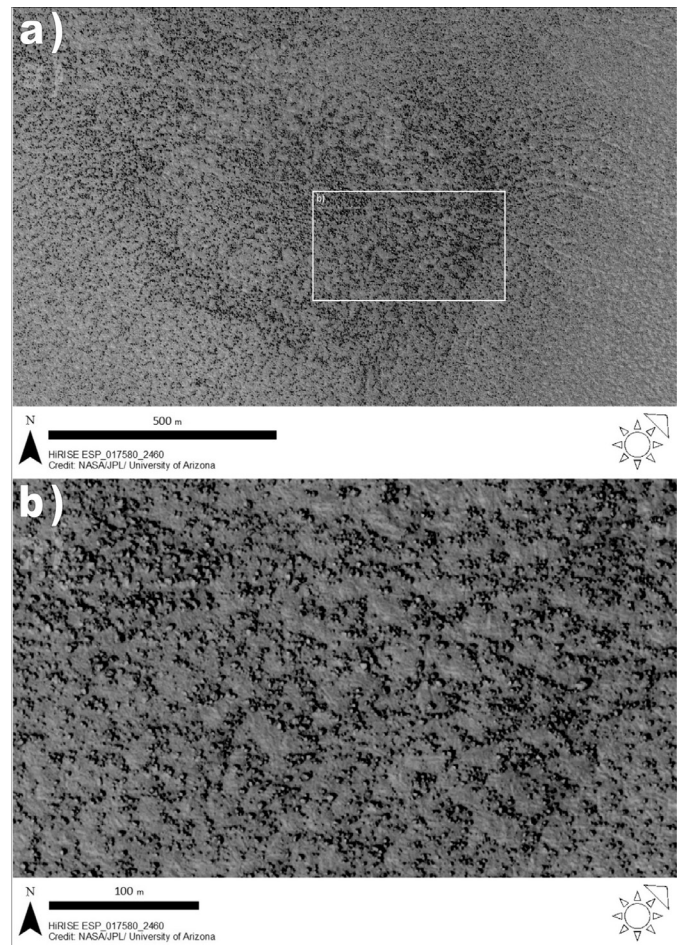 a)
b)
N
500 m
HiRISE ESP_017580_2460
Credit: NASA/JPL/ University of Arizona
b)
N
100 m
HiRISE ESP_017580_2460
Credit: NASA/JPL/ University of Arizona